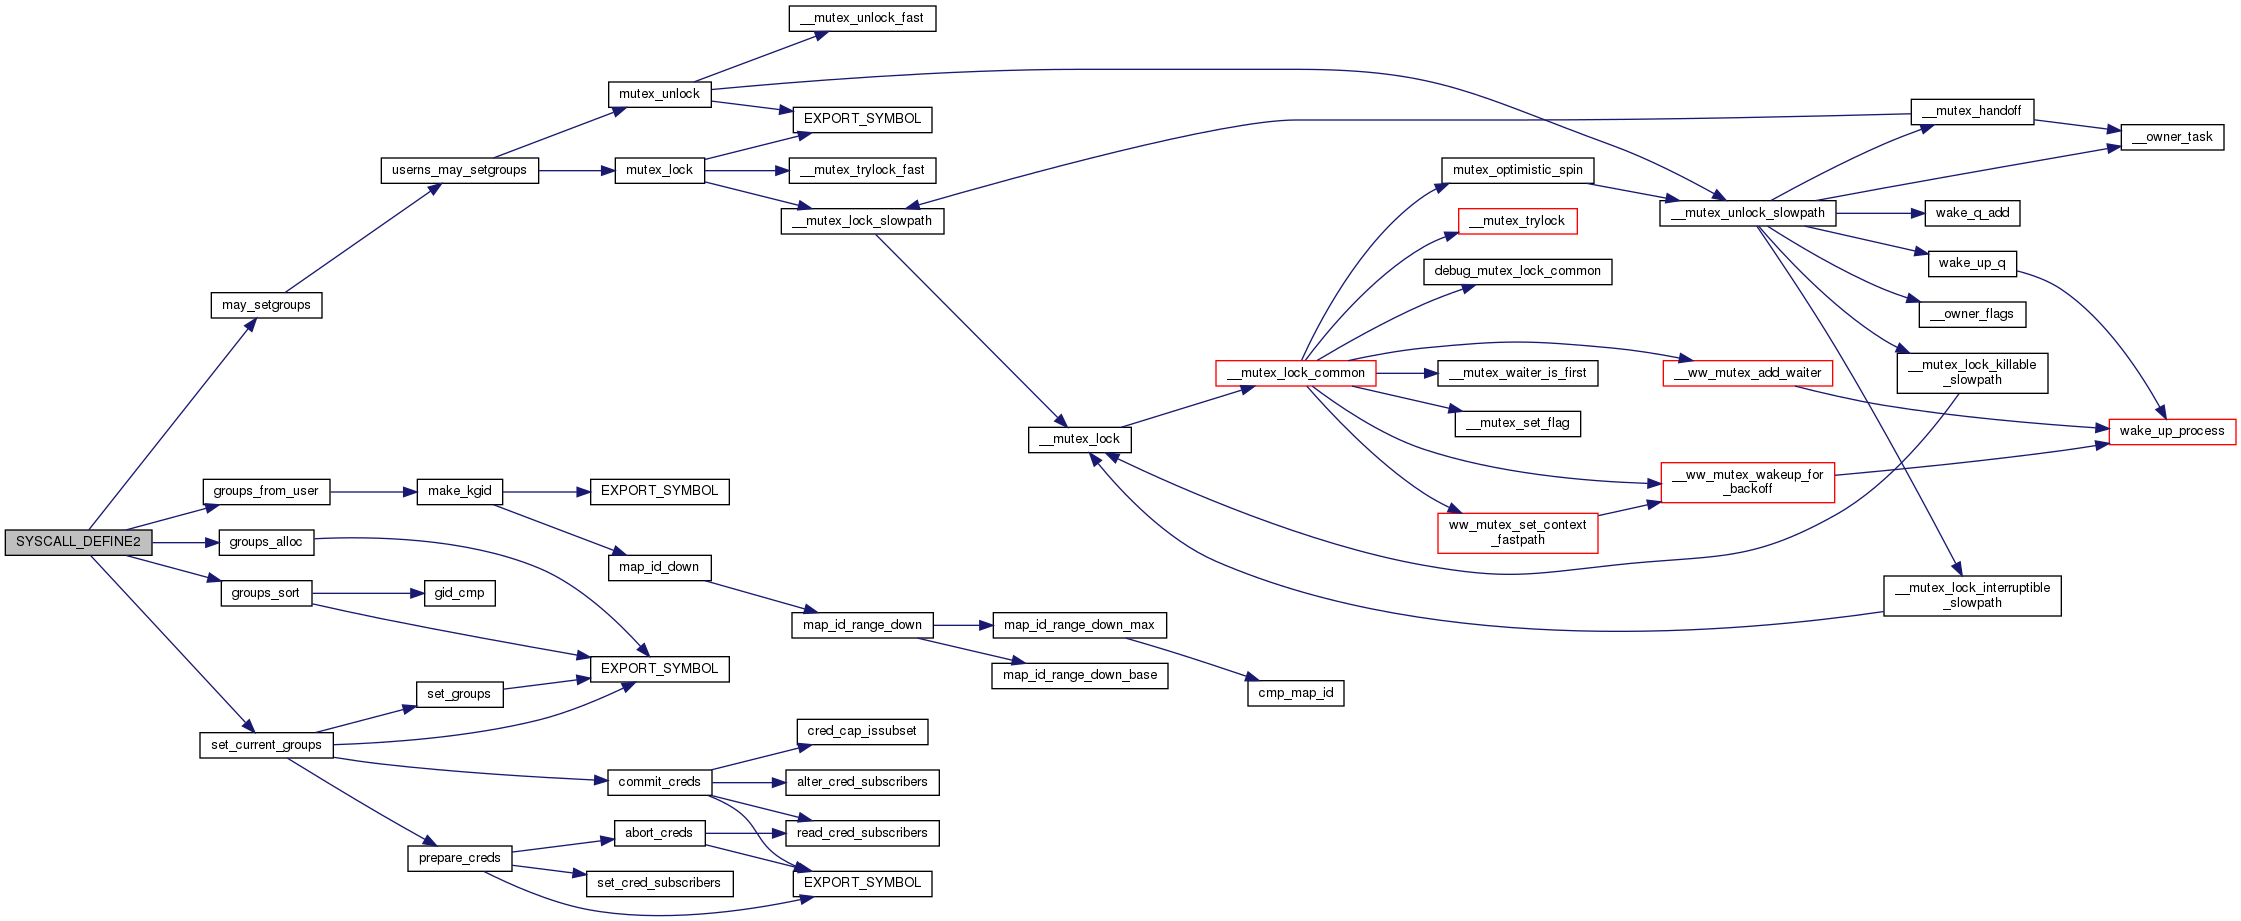 __mutex_unlock_fast
mutex_unlock
EXPORT_SYMBOL
__mutex_handoff
__owner_task
userns_may_setgroups
mutex_lock
__mutex_trylock_fast
mutex_optimistic_spin
__mutex_lock_slowpath
__mutex_trylock
__mutex_unlock_slowpath
wake_q_add
debug_mutex_lock_common
wake_up_q
may_setgroups
__owner_flags
__mutex_lock_common
__mutex_waiter_is_first
__ww_mutex_add_waiter
__mutex_lock_killable
_slowpath
__mutex_lock
__mutex_set_flag
wake_up_process
groups_from_user
make_kgid
EXPORT_SYMBOL
__ww_mutex_wakeup_for
_backoff
SYSCALL_DEFINE2
groups_alloc
ww_mutex_set_context
_fastpath
map_id_down
groups_sort
gid_cmp
__mutex_lock_interruptible
_slowpath
map_id_range_down
map_id_range_down_max
EXPORT_SYMBOL
map_id_range_down_base
set_groups
cmp_map_id
set_current_groups
cred_cap_issubset
commit_creds
alter_cred_subscribers
abort_creds
read_cred_subscribers
prepare_creds
set_cred_subscribers
EXPORT_SYMBOL